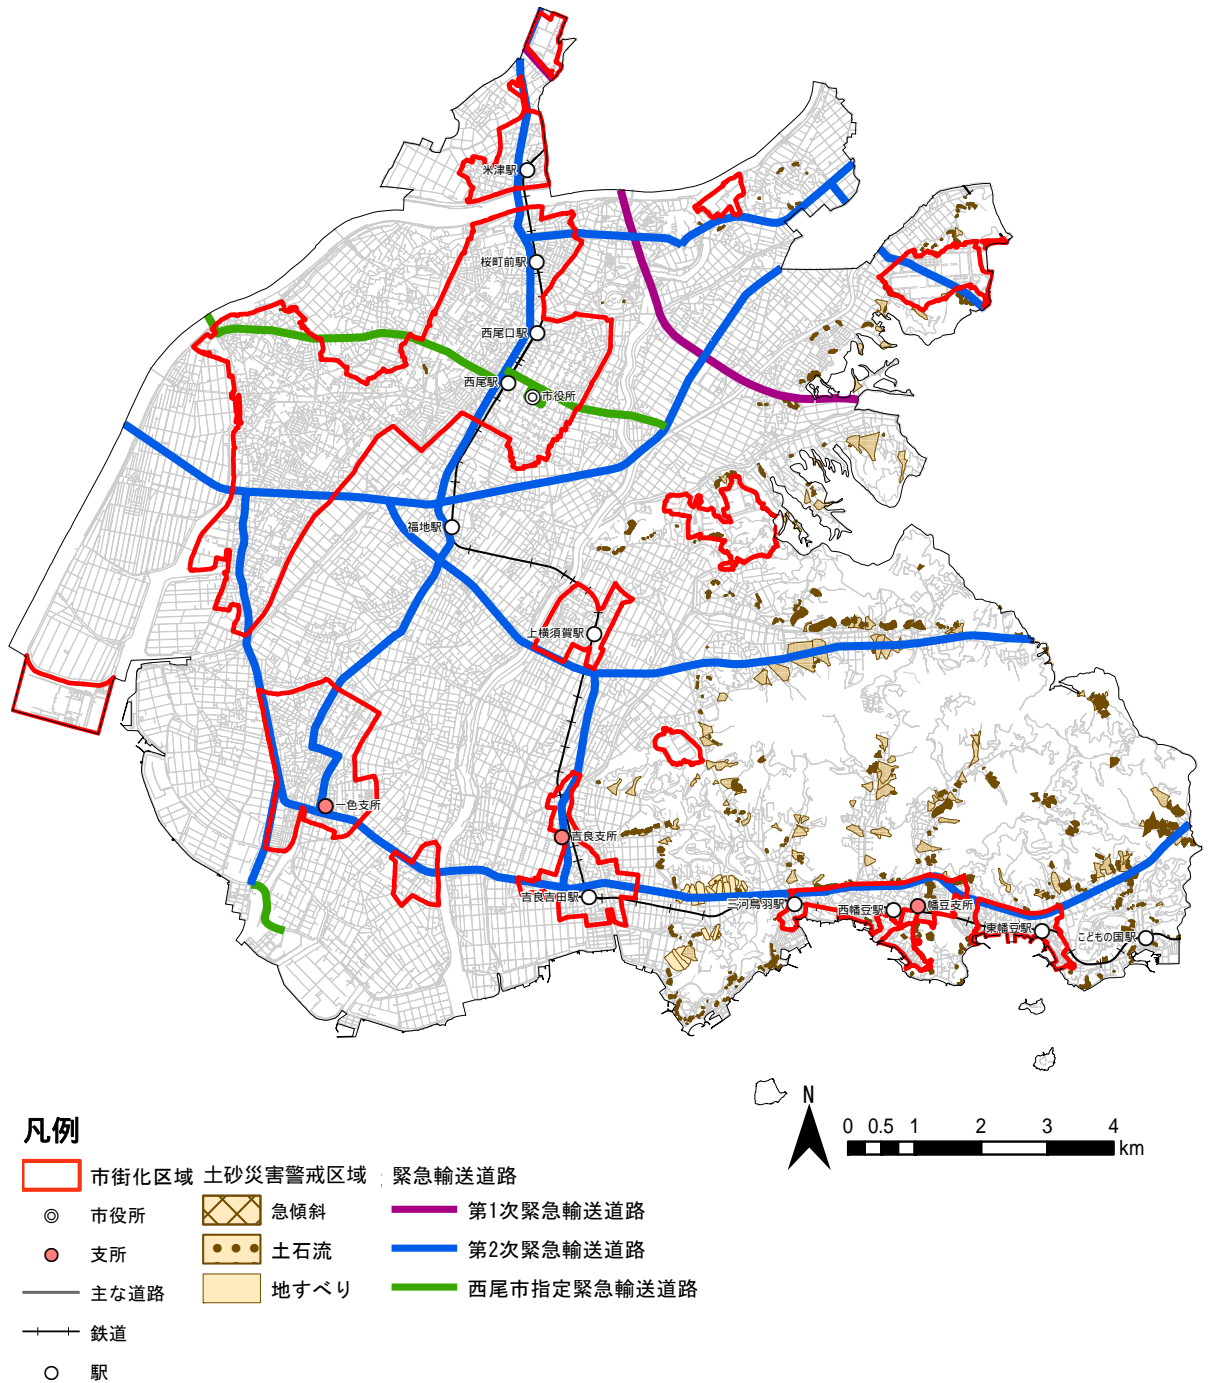 米津駅
桜町前駅
西尾口駅
西尾駅
市役所
福地駅
上横須賀駅
一色支所
吉良支所
吉良吉田駅
三河鳥羽駅
西幡豆駅
幡豆支所
東幡豆駅
こどもの国駅
N
0 0.5 1 2 3 4
km
凡例
市街化区域
市役所
支所
主な道路
鉄道
駅
土砂災害警戒区域
急傾斜
土石流
地すべり
緊急輸送道路
第1次緊急輸送道路
第2次緊急輸送道路
西尾市指定緊急輸送道路